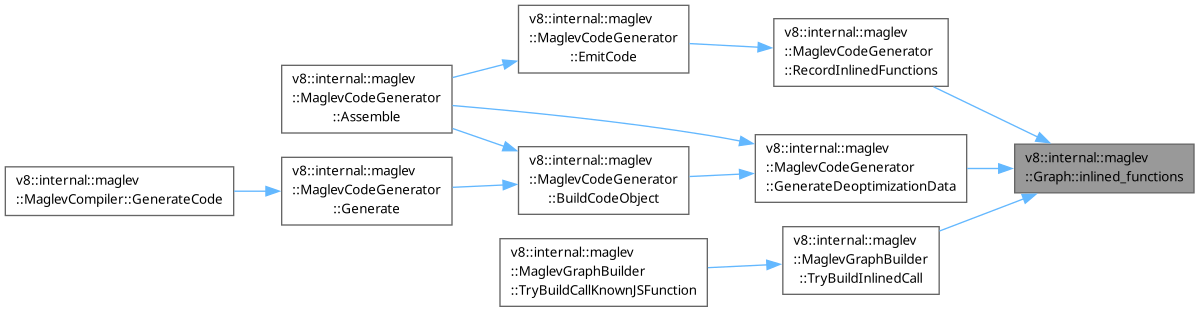 v8::internal::maglev
::MaglevCompiler::GenerateCode
v8::internal::maglev
::MaglevCodeGenerator
::Assemble
v8::internal::maglev
::MaglevCodeGenerator
::Generate
v8::internal::maglev
::MaglevCodeGenerator
::EmitCode
v8::internal::maglev
::MaglevCodeGenerator
::BuildCodeObject
v8::internal::maglev
::MaglevGraphBuilder
::TryBuildCallKnownJSFunction
v8::internal::maglev
::MaglevCodeGenerator
::RecordInlinedFunctions
v8::internal::maglev
::MaglevCodeGenerator
::GenerateDeoptimizationData
v8::internal::maglev
::MaglevGraphBuilder
::TryBuildInlinedCall
v8::internal::maglev
::Graph::inlined_functions